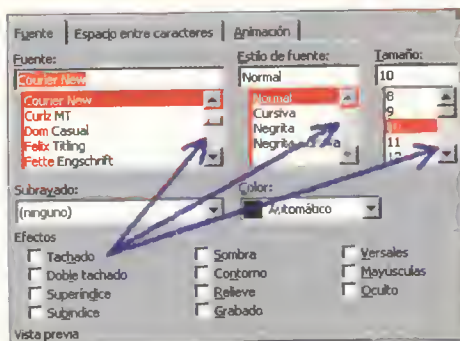 Fuente Espacio entre caracteres Animación
Fuente: Estilo de fuente: Tamaño:
Courier New Normal 10
Courier New Normal 8
Curlz MT Cursiva 9
Dom Casual Negrita
Felix Titling 11
Fette Engschrift
Subrayado: Color:
(ninguno) Automático
Efectos
Tachado Sombra Versales
Doble tachado Contorno Mayúsculas
Superíndice Relieve Oculto
Subíndice Grabado
Vista previa